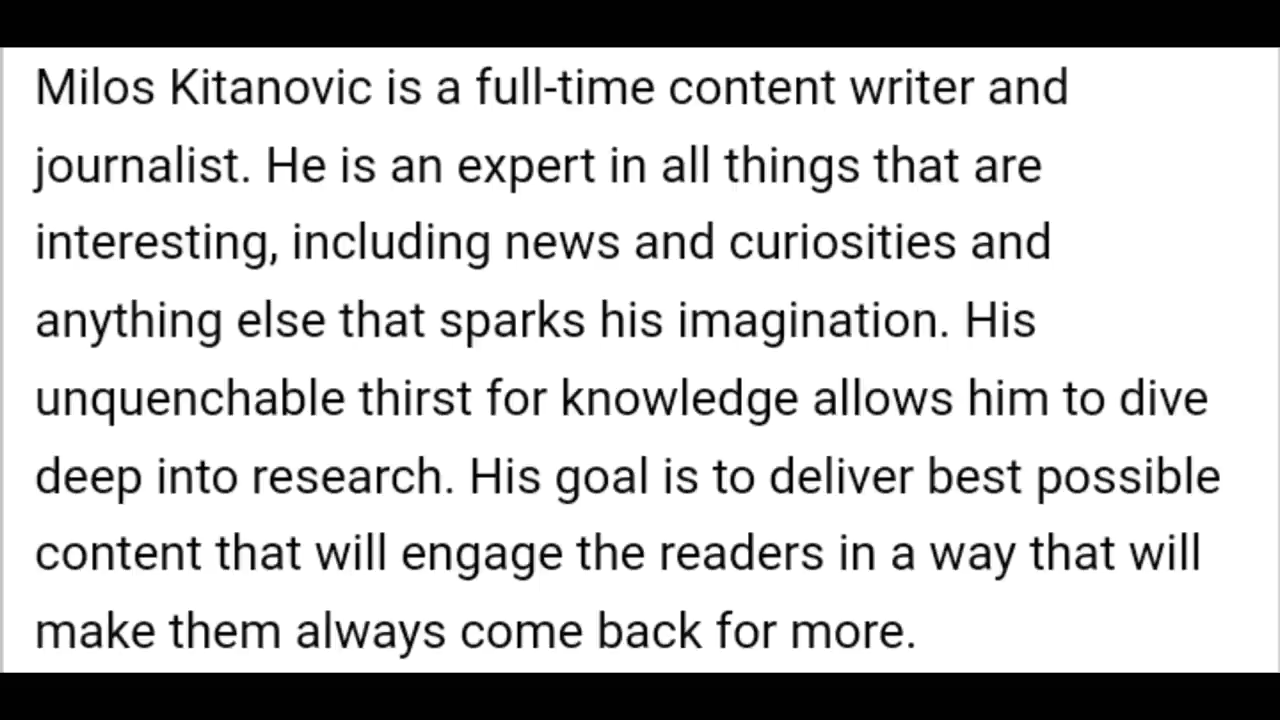 Milos Kitanovic is a full-time content writer and
journalist. He is an expert in all things that are
interesting, including news and curiosities and
anything else that sparks his imagination. His
unquenchable thirst for knowledge allows him to dive
deep into research. His goal is to deliver best possible
content that will engage the readers in a way that will
make them always come back for more.